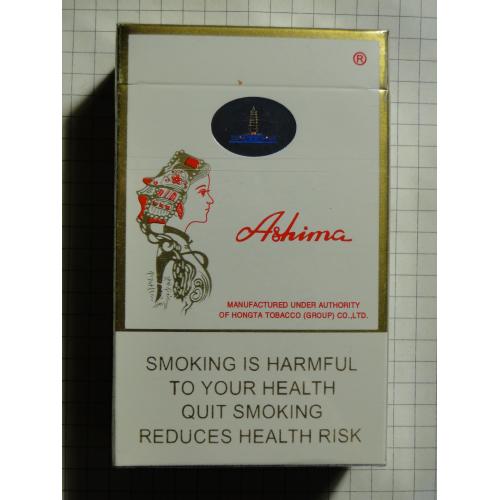 ®
Ashima
MANUFACTURED UNDER AUTHORITY
OF HONGTA TOBACCO (GROUP) CO.,LTD.
SMOKING IS HARMFUL
TO YOUR HEALTH
QUIT SMOKING
REDUCES HEALTH RISK